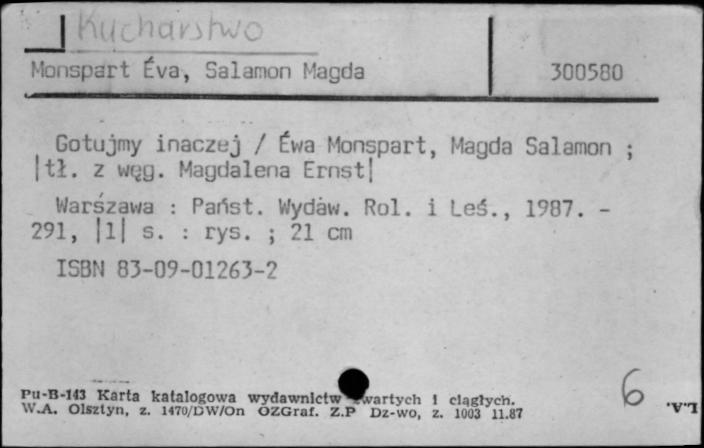 Kucharstwo
Monspart Éva, Salamon Magda 300580
Gotujmy inaczej / Éwa Monspart, Magda Salamon ;
|tł. z węg. Magdalena Ernst|
Warszawa : Państ. Wydaw. Rol. i Leś., 1987. -
291, |1| s. : rys. ; 21 cm
ISBN 83-09-01263-2
Pu-B-143 Karta katalogowa wydawnictw zwartych i ciągłych.
W.A. Olsztyn, z. 1470/DW/On OZGraf. Z.P Dz-wo, z. 1003 11.87
6